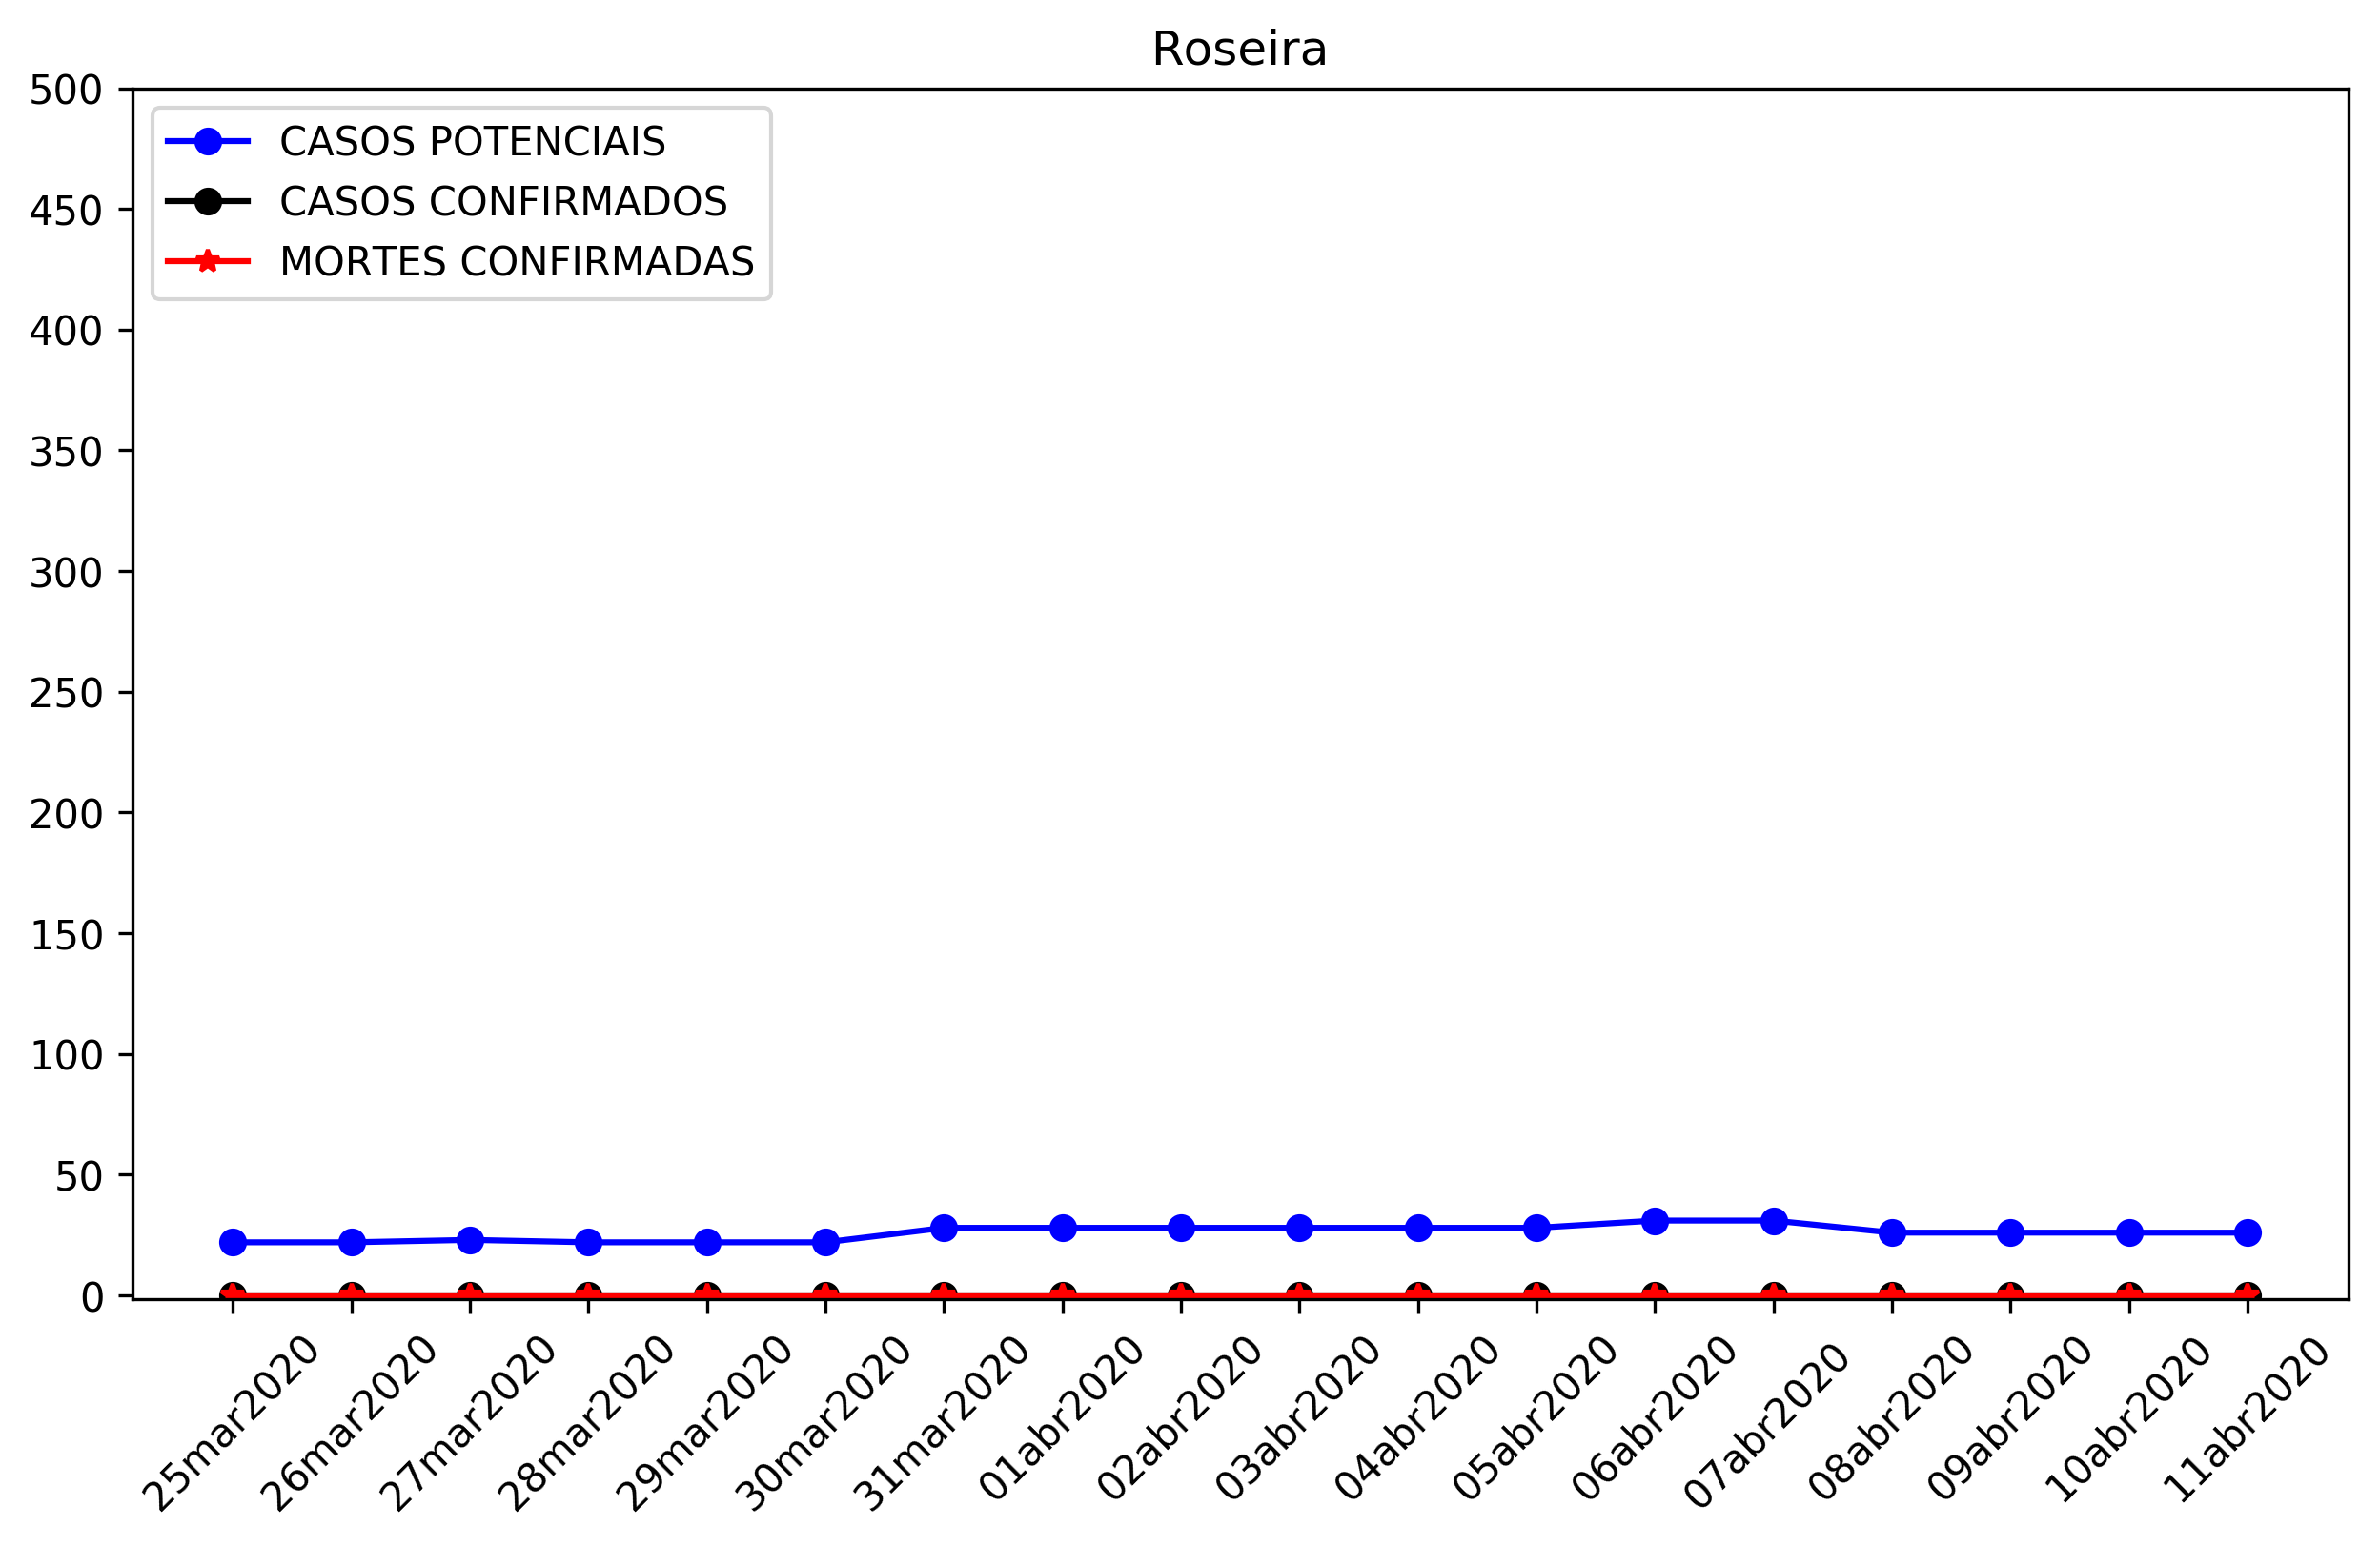 Roseira
500
450
400
350
300
250
200
150
100
50
0
CASOS POTENCIAIS
CASOS CONFIRMADOS
MORTES CONFIRMADAS
25mar2020
26mar2020
27mar2020
28mar2020
29mar2020
30mar2020
31mar2020
01abr2020
02abr2020
03abr2020
04abr2020
05abr2020
06abr2020
07abr2020
08abr2020
09abr2020
10abr2020
11abr2020